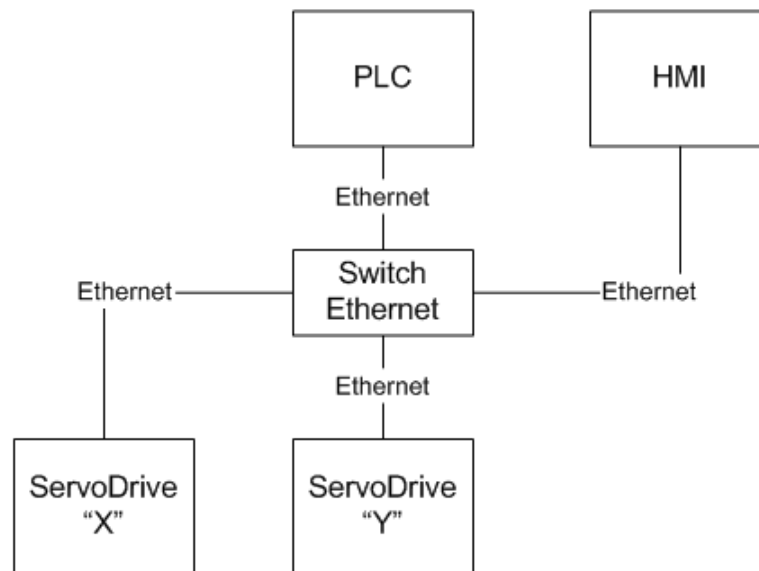 PLC
HMI
Ethernet
Switch
Ethernet
Ethernet
Ethernet
Ethernet
ServoDrive
“X”
ServoDrive
“Y”